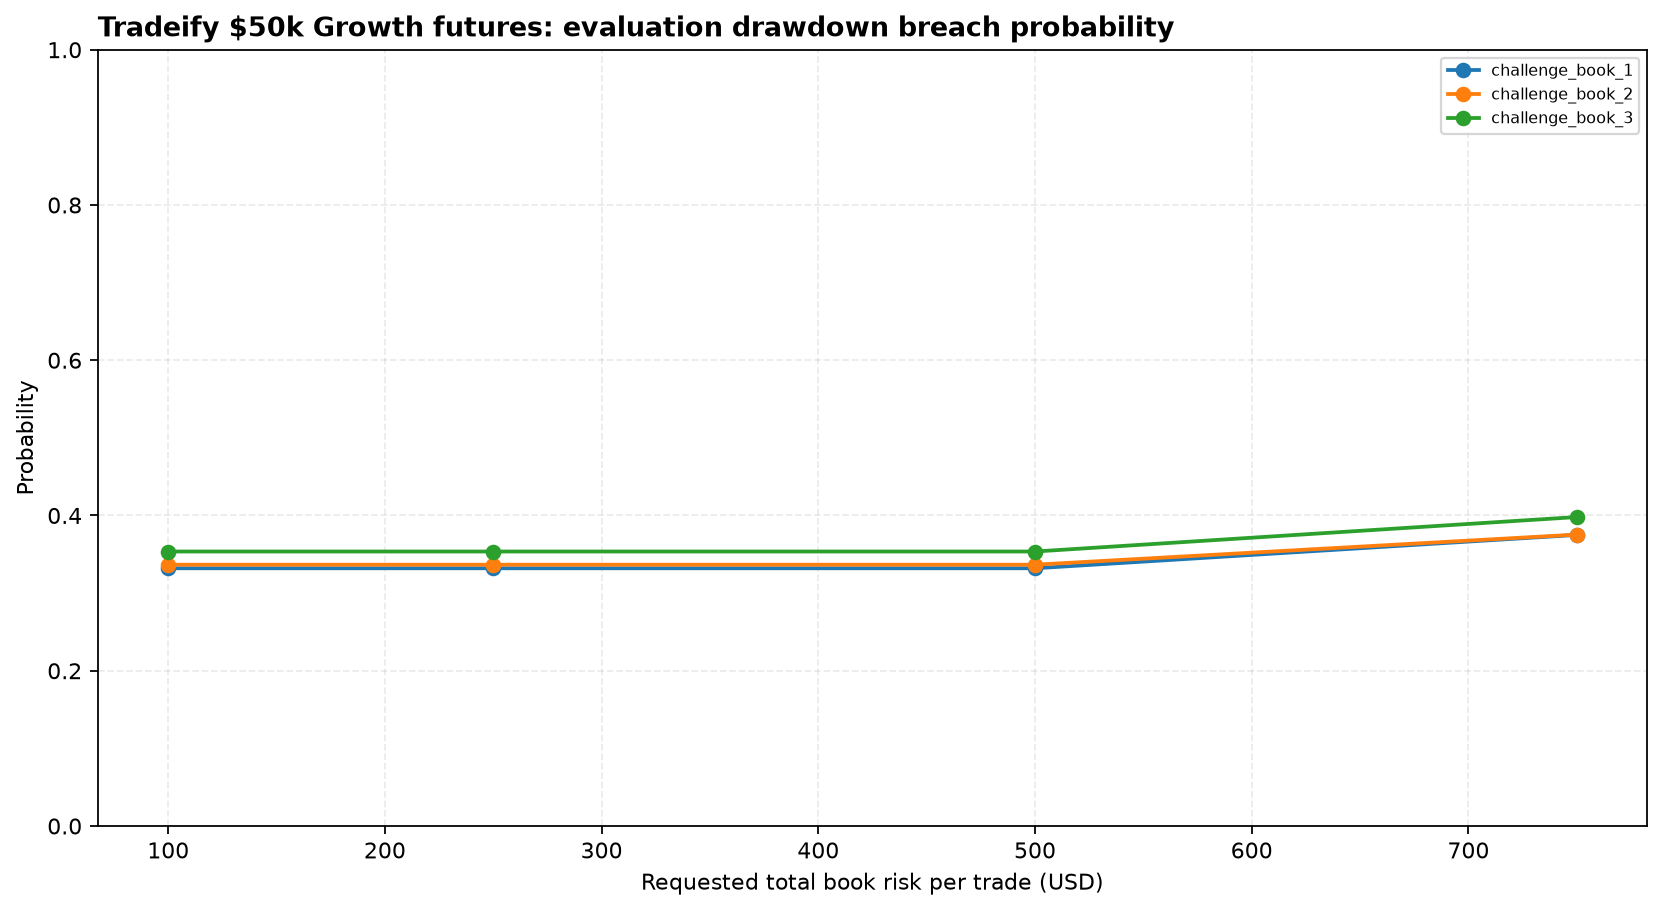 Tradeify $50k Growth futures: evaluation drawdown breach probability
challenge_book_1
challenge_book_2
challenge_book_3
Probability
1.0
0.8
0.6
0.4
0.2
0.0
100 200 300 400 500 600 700
Requested total book risk per trade (USD)